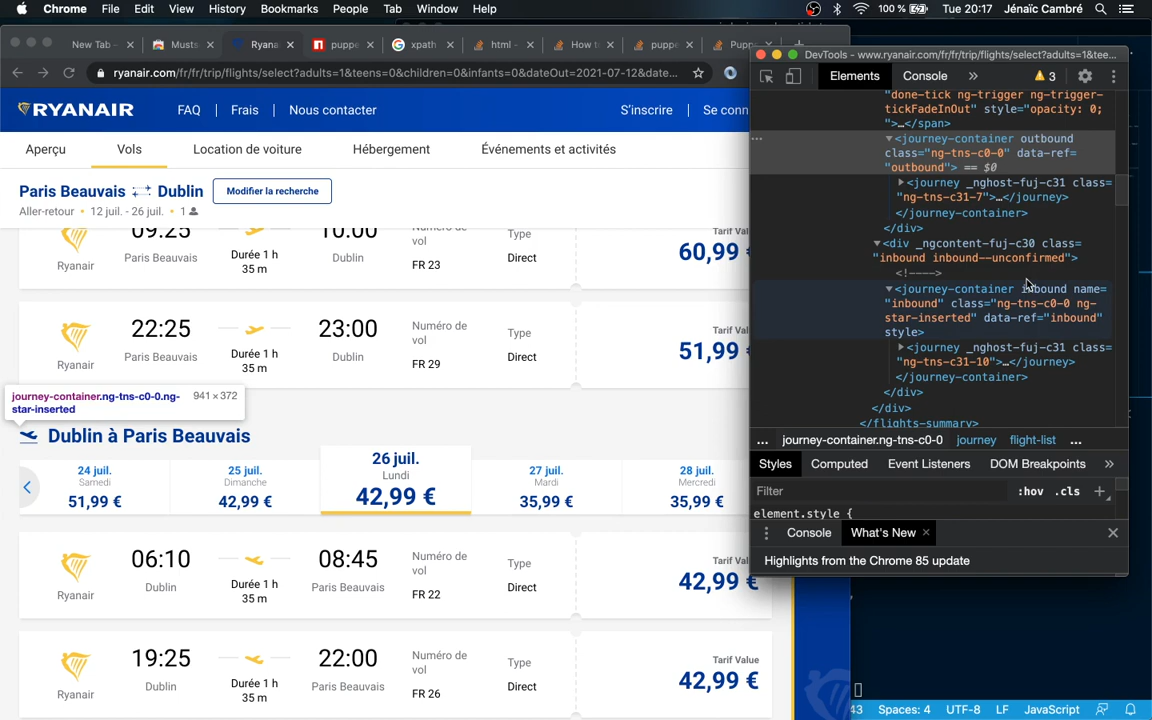 Chrome File Edit View History Bookmarks People Tab Window Help 100 % Tue 20:17 Jénaïc Cambré
New Tab - Musts Ryana puppe xpath html - How t puppe Pupp
DevTools - www.ryanair.com/fr/fr/trip/flights/select?adults=1&tee...
ryanair.com/fr/fr/trip/flights/select?adults=1&teens=0&children=0&infants=0&dateOut=2021-07-12&date...
Elements Console » 3
RYANAIR FAQ Frais Nous contacter S'inscrire Se conn
Aperçu Vols Location de voiture Hébergement Événements et activités
Paris Beauvais Dublin Modifier la recherche
Aller-retour • 12 juil. - 26 juil. • 1
09:25 10:00 Numéro de
vol Type Tarif Val
Ryanair Paris Beauvais Durée 1 h
35 m Dublin FR 23 Direct 60,99 €
22:25 23:00 Numéro de
vol Type Tarif Val
Ryanair Paris Beauvais Durée 1 h
35 m Dublin FR 29 Direct 51,99
journey-container.ng-tns-c0-0.ng-
star-inserted 941 × 372
Dublin à Paris Beauvais
24 juil.
Samedi
51,99 €
25 juil.
Dimanche
42,99 €
26 juil.
Lundi
42,99 €
27 juil.
Mardi
35,99 €
28 juil.
Mercredi
35,99 €
06:10 08:45 Numéro de
vol Type Tarif Val
Ryanair Dublin Durée 1 h
35 m Paris Beauvais FR 22 Direct 42,99 €
19:25 22:00 Numéro de
vol Type Tarif Value
Ryanair Dublin Durée 1 h
35 m Paris Beauvais FR 26 Direct 42,99 €
"done-tick ng-trigger ng-trigger-
tickFadeInOut" style="opacity: 0;
">…</span>
<journey-container outbound
class="ng-tns-c0-0" data-ref=
"outbound"> == $0
<journey _nghost-fuj-c31 class=
"ng-tns-c31-7">…</journey>
</journey-container>
</div>
<div _ngcontent-fuj-c30 class=
"inbound inbound--unconfirmed">
<!---->
<journey-container inbound name=
"inbound" class="ng-tns-c0-0 ng-
star-inserted" data-ref="inbound"
style>
<journey _nghost-fuj-c31 class=
"ng-tns-c31-10">…</journey>
</journey-container>
</div>
</div>
</flights-summary>
... journey-container.ng-tns-c0-0 journey flight-list ...
Styles Computed Event Listeners DOM Breakpoints »
Filter :hov .cls +
element.style {
Console What's New ×
Highlights from the Chrome 85 update
43 Spaces: 4 UTF-8 LF JavaScript